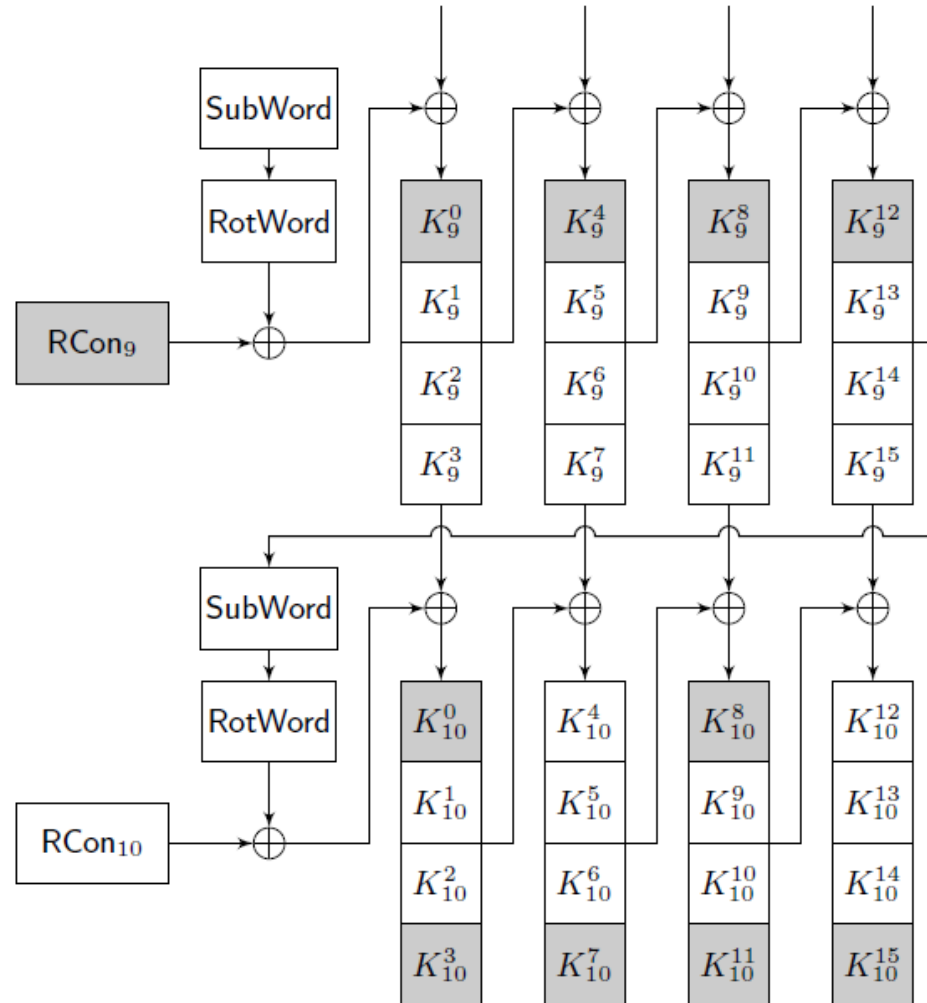 SubWord
RotWord
RCon₉
K₉⁰ K₉⁴ K₉⁸ K₉¹²
K₉¹ K₉⁵ K₉⁹ K₉¹³
K₉² K₉⁶ K₉¹⁰ K₉¹⁴
K₉³ K₉⁷ K₉¹¹ K₉¹⁵
SubWord
RotWord
RCon₁₀
K₁₀⁰ K₁₀⁴ K₁₀⁸ K₁₀¹²
K₁₀¹ K₁₀⁵ K₁₀⁹ K₁₀¹³
K₁₀² K₁₀⁶ K₁₀¹⁰ K₁₀¹⁴
K₁₀³ K₁₀⁷ K₁₀¹¹ K₁₀¹⁵